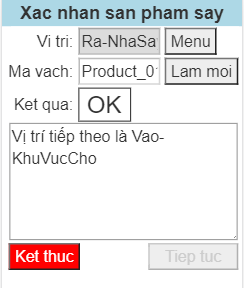 Xac nhan san pham say
Vi tri: Ra-NhaSa Menu
Ma vach: Product_0 Lam moi
Ket qua: OK
Vị trí tiếp theo là Vao-
KhuVucCho
Ket thuc Tiep tuc